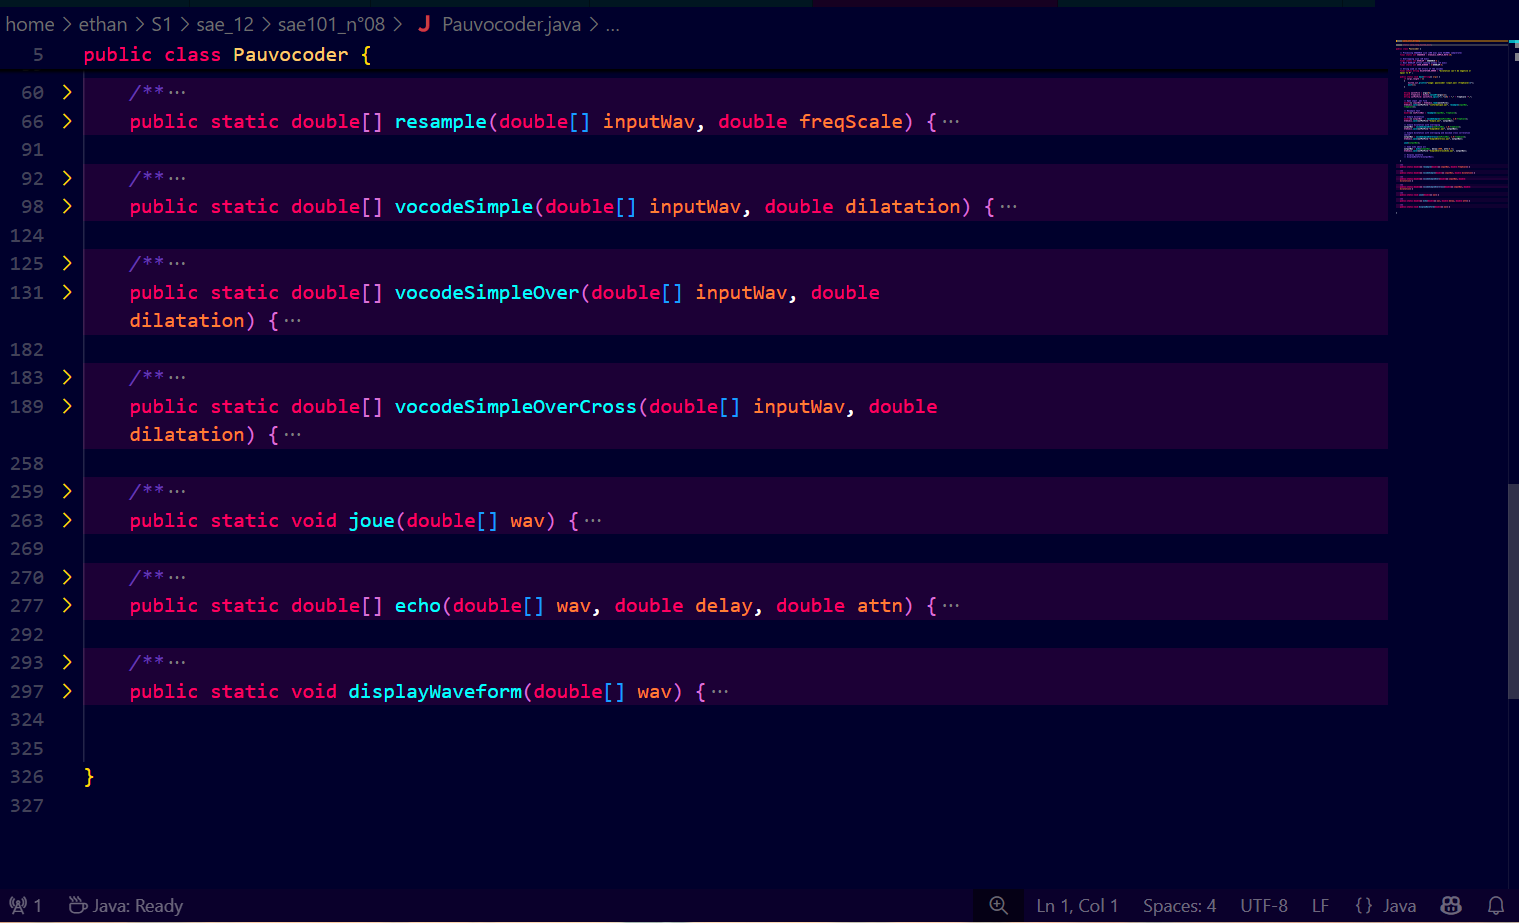 home > ethan > S1 > sae_12 > sae101_n°08 > J Pauvocoder.java > ...
5 public class Pauvocoder {
60 > /** ···
66 > public static double[] resample(double[] inputWav, double freqScale) { ···
91
92 > /** ···
98 > public static double[] vocodeSimple(double[] inputWav, double dilatation) { ···
124
125 > /** ···
131 > public static double[] vocodeSimpleOver(double[] inputWav, double
dilatation) { ···
182
183 > /** ···
189 > public static double[] vocodeSimpleOverCross(double[] inputWav, double
dilatation) { ···
258
259 > /** ···
263 > public static void joue(double[] wav) { ···
269
270 > /** ···
277 > public static double[] echo(double[] wav, double delay, double attn) { ···
292
293 > /** ···
297 > public static void displayWaveform(double[] wav) { ···
324
325
326 }
327
1 Java: Ready Ln 1, Col 1 Spaces: 4 UTF-8 LF {} Java